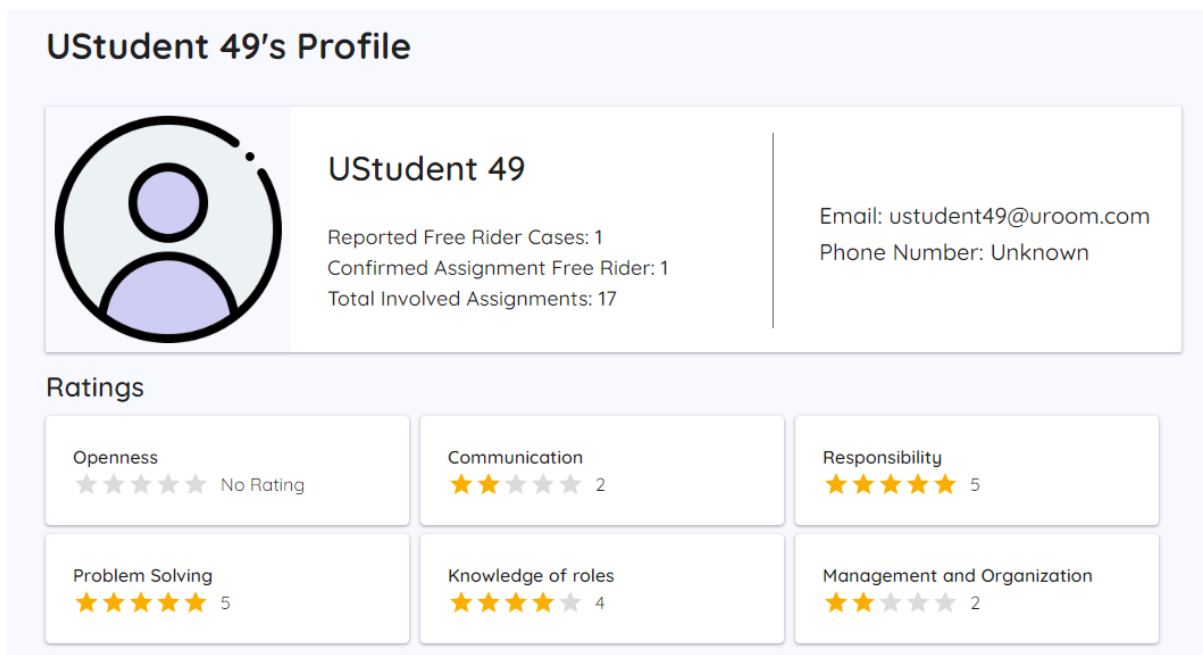 UStudent 49's Profile
UStudent 49
Reported Free Rider Cases: 1
Confirmed Assignment Free Rider: 1
Total Involved Assignments: 17
Email: ustudent49@uroom.com
Phone Number: Unknown
Ratings
Openness
No Rating
Communication
2
Responsibility
5
Problem Solving
5
Knowledge of roles
4
Management and Organization
2